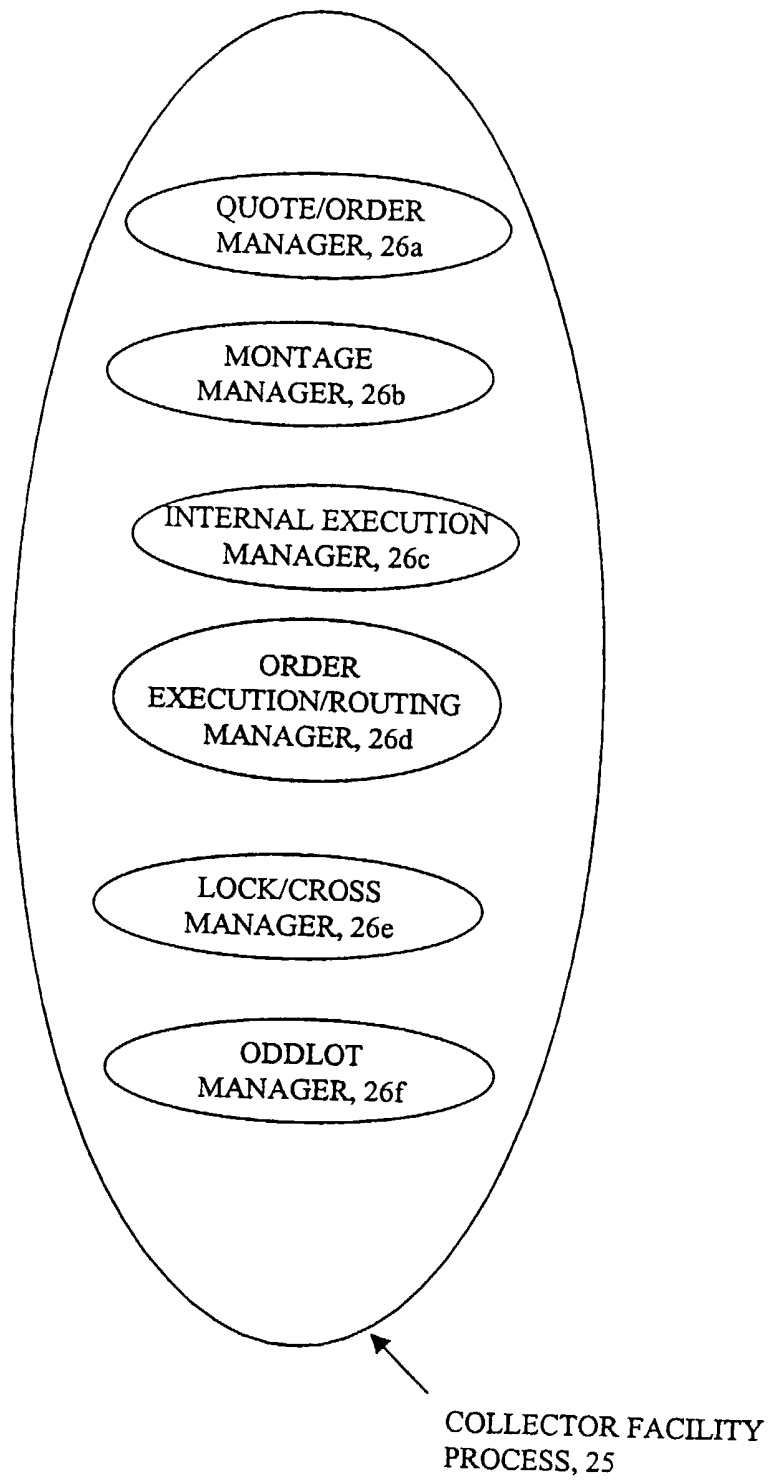 QUOTE/ORDER
MANAGER, 26a
MONTAGE
MANAGER, 26b
INTERNAL EXECUTION
MANAGER, 26c
ORDER
EXECUTION/ROUTING
MANAGER, 26d
LOCK/CROSS
MANAGER, 26e
ODDLOT
MANAGER, 26f
COLLECTOR FACILITY
PROCESS, 25